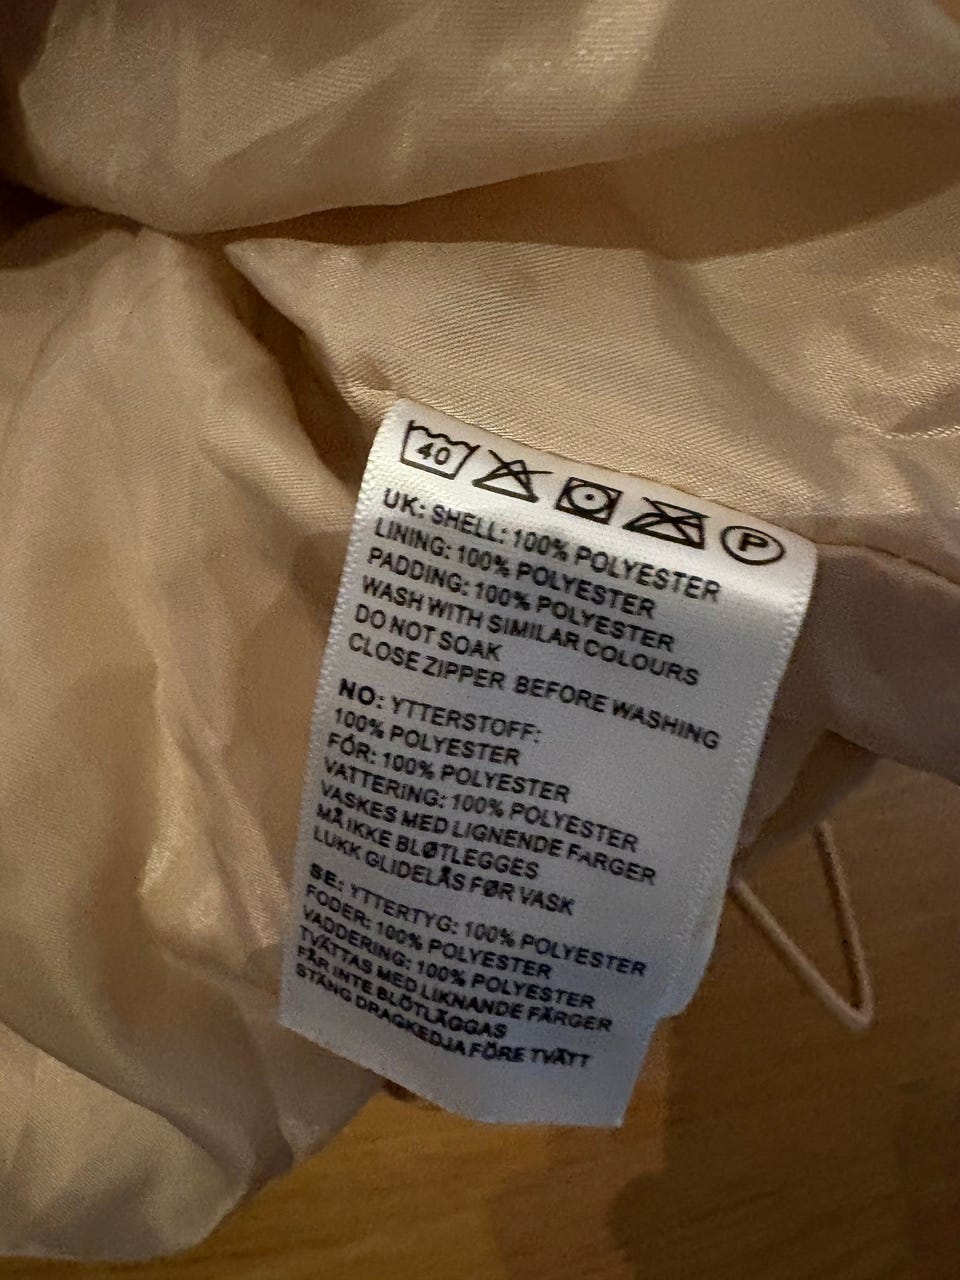 40 P
UK: SHELL: 100% POLYESTER
LINING: 100% POLYESTER
PADDING: 100% POLYESTER
WASH WITH SIMILAR COLOURS
DO NOT SOAK
CLOSE ZIPPER BEFORE WASHING
NO: YTTERSTOFF:
100% POLYESTER
FÓR: 100% POLYESTER
VATTERING: 100% POLYESTER
VASKES MED LIGNENDE FARGER
MÅ IKKE BLØTLEGGES
LUKK GLIDELÅS FØR VASK
SE: YTTERTYG: 100% POLYESTER
FODER: 100% POLYESTER
VADDERING: 100% POLYESTER
TVÄTTAS MED LIKNANDE FÄRGER
FÅR INTE BLÖTLÄGGAS
STÄNG DRAGKEDJA FÖRE TVÄTT